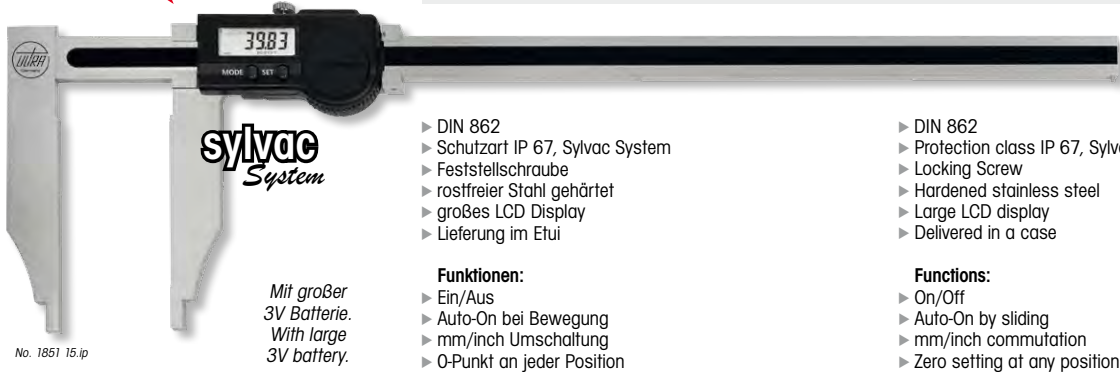 ULTRA
Germany
39.83
MODE SET
sylvac
System
DIN 862
Schutzart IP 67, Sylvac System
Feststellschraube
rostfreier Stahl gehärtet
großes LCD Display
Lieferung im Etui
Funktionen:
Ein/Aus
Auto-On bei Bewegung
mm/inch Umschaltung
0-Punkt an jeder Position
DIN 862
Protection class IP 67,
Locking Screw
Hardened stainless steel
Large LCD display
Delivered in a case
Functions:
On/Off
Auto-On by sliding
mm/inch commutation
Zero setting at any position
Mit großer
3V Batterie.
With large
3V battery.
No. 1851 15.ip